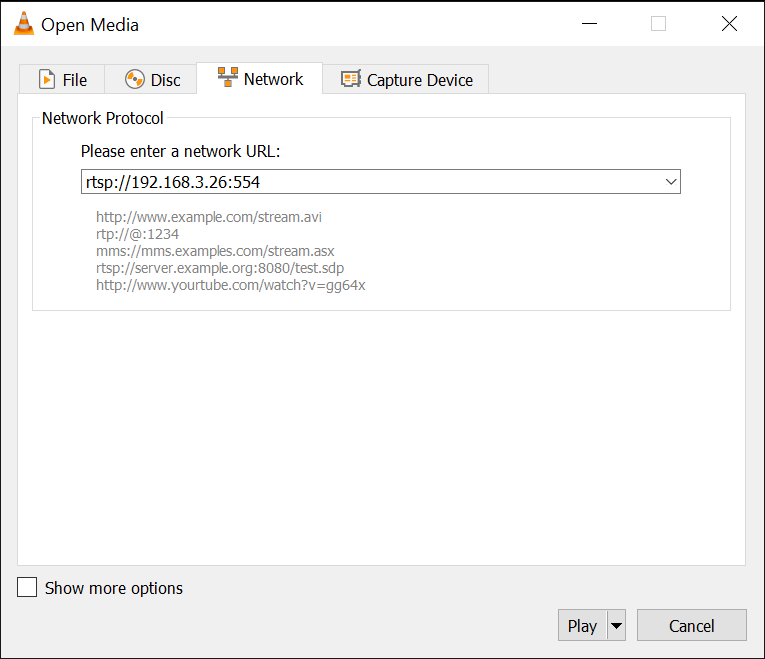 Open Media
File Disc Network Capture Device
Network Protocol
Please enter a network URL:
rtsp://192.168.3.26:554
http://www.example.com/stream.avi
rtp://@:1234
mms://mms.examples.com/stream.asx
rtsp://server.example.org:8080/test.sdp
http://www.yourtube.com/watch?v=gg64x
Show more options
Play Cancel